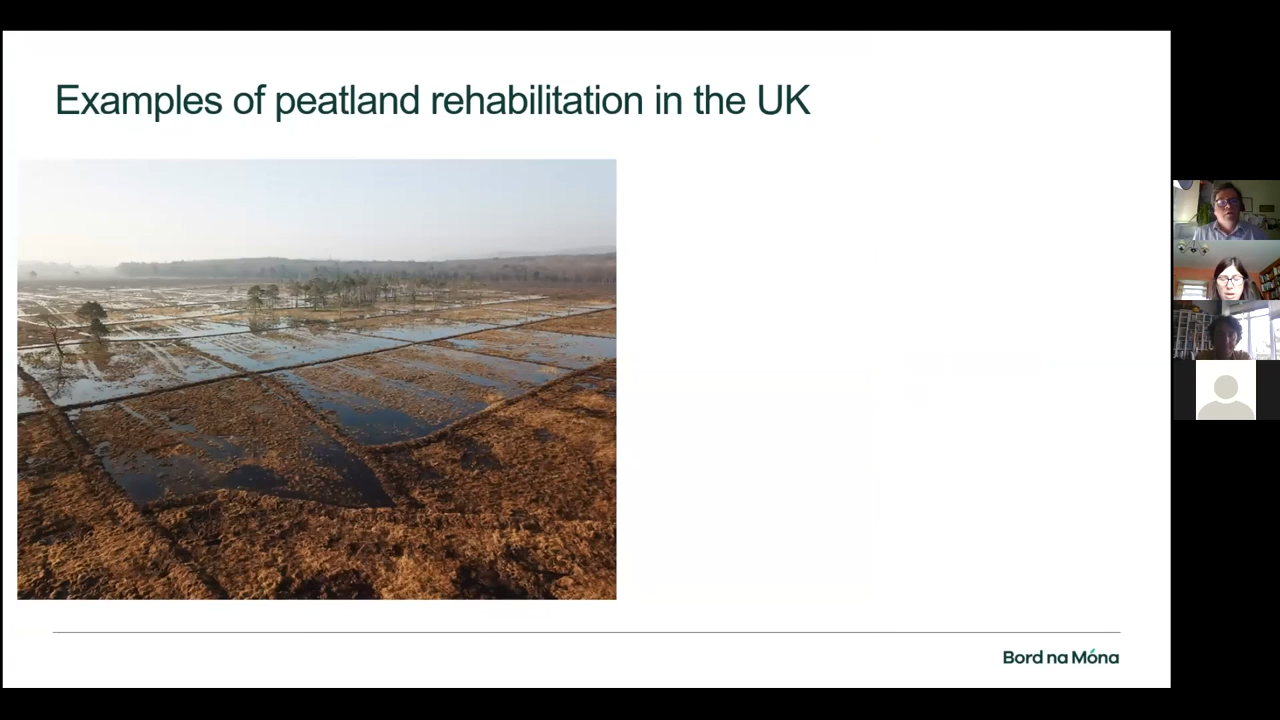 Examples of peatland rehabilitation in the UK
Bord na Móna